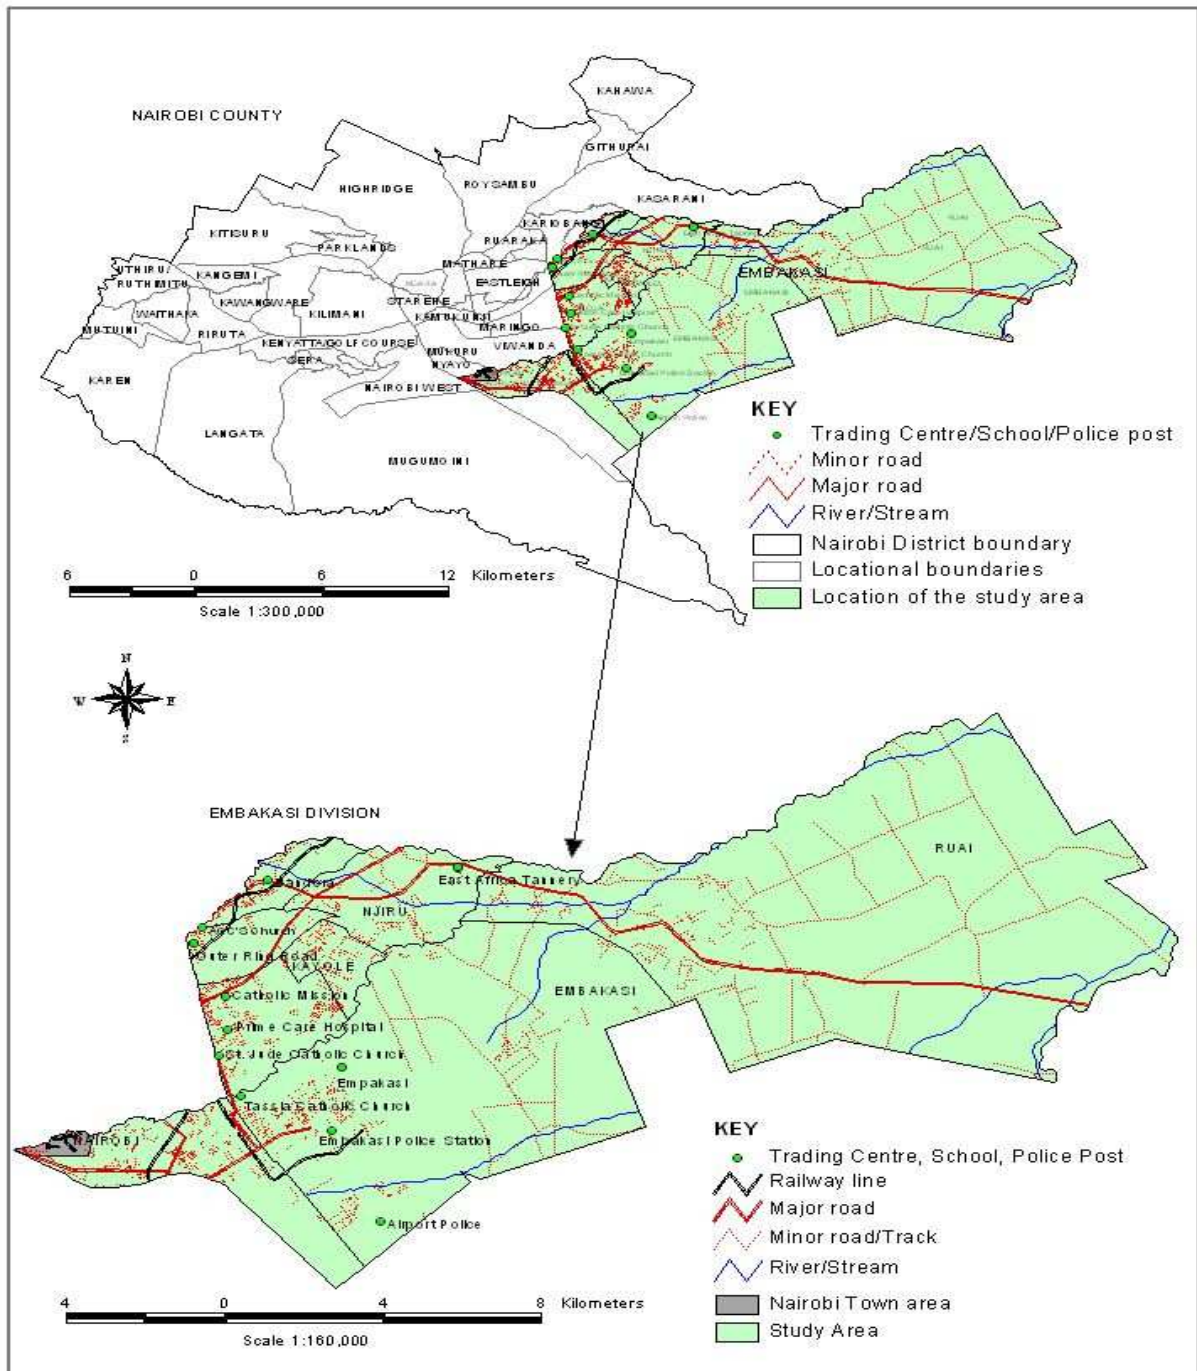 NAIROBI COUNTY
KAHAWA
GITHURAI
ROYSAMBU
HIGHRIDGE
KASARANI
KARIOBANGI
KITISURU
RUARAKA
PARKLANDS
MATHARE
UTHIRU/
RUTHIMITU
KANGEMI
EASTLEIGH
EMBAKASI
STAREHE
KAWANGWARE
KILIMANI
KAMUKUNJI
WAITHAKA
MUTUINI
RIRUTA
MARINGO
KENYATTA/GOLFCOURSE
VIWANDA
MUKURU
NYAYO
KAREN
NAIROBI WEST
LANGATA
MUGUMOINI
KEY
Trading Centre/School/Police post
Minor road
Major road
River/Stream
Nairobi District boundary
Locational boundaries
Location of the study area
6 0 6 12 Kilometers
Scale 1:300,000
N
W E
S
EMBAKASI DIVISION
RUAI
East Africa Tannery
NJIRU
Outer Ring Road
KAYOLE
EMBAKASI
Catholic Mission
Prime Care Hospital
St. Jude Catholic Church
Empakasi
Tassia Catholic Church
NAIROBI
Embakasi Police Station
Airport Police
KEY
Trading Centre, School, Police Post
Railway line
Major road
Minor road/Track
River/Stream
Nairobi Town area
Study Area
4 0 4 8 Kilometers
Scale 1:160,000